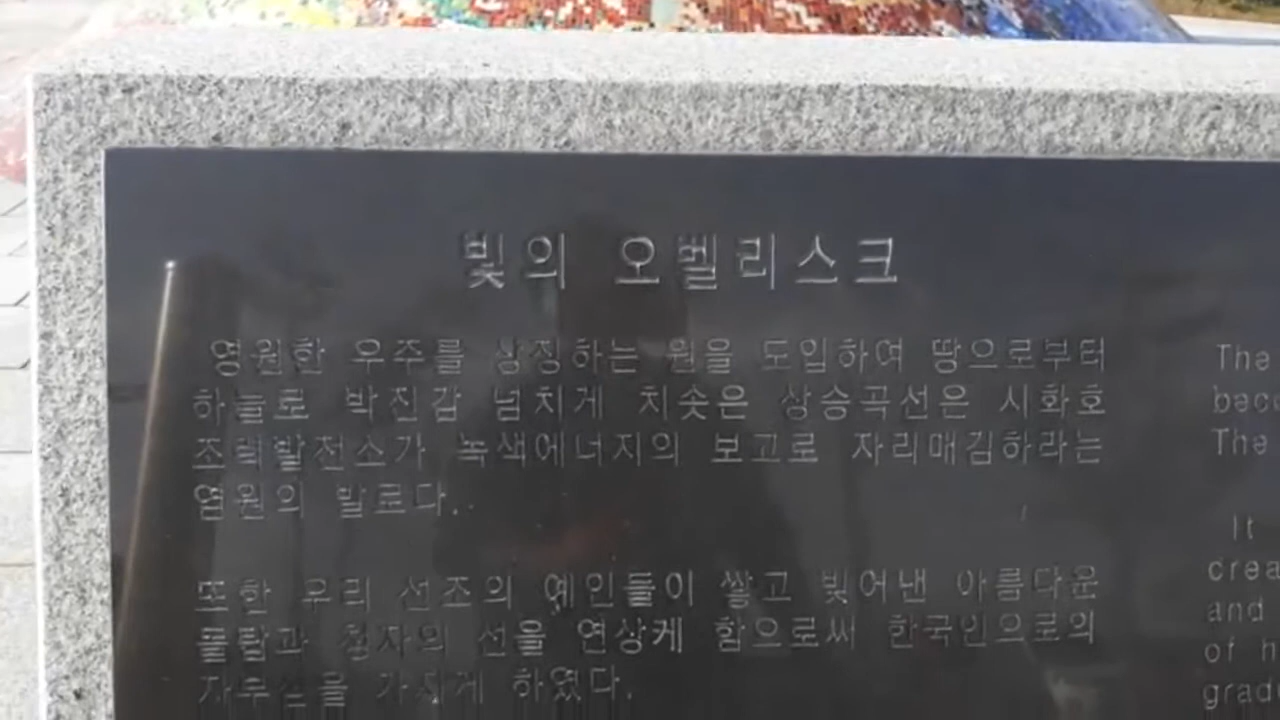 빛의 오벨리스크
영원한 우주를 상징하는 원을 도입하여 땅으로부터
하늘로 박진감 넘치게 치솟은 상승곡선은 시화호
조력발전소가 녹색에너지의 보고로 자리매김하라는
염원의 발로다.
또한 우리 선조의 예인들이 쌓고 빚어낸 아름다운
돌탑과 청자의 선을 연상케 함으로써 한국인으로의
자부심을 가지게 하였다.
The
The
It
and
of